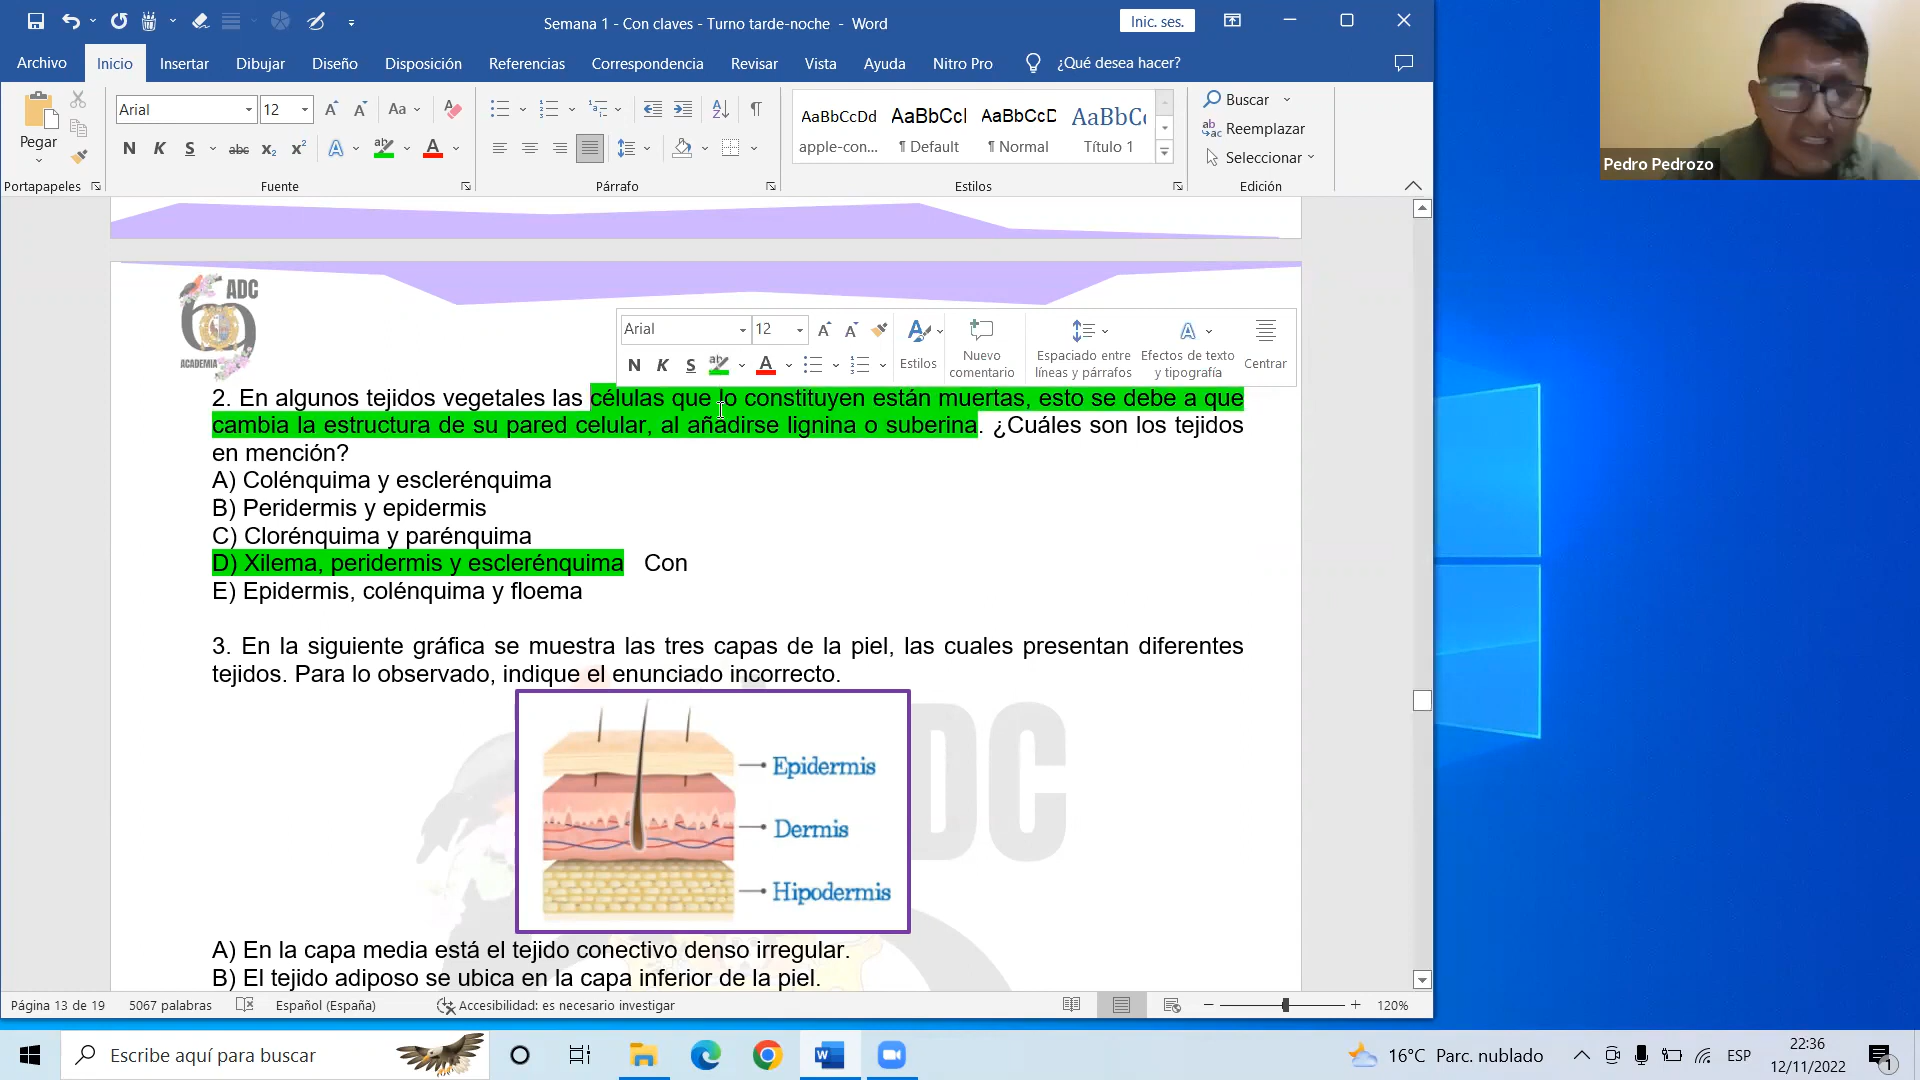 Semana 1 - Con claves - Turno tarde-noche - Word
Inic. ses.
Archivo Inicio Insertar Dibujar Diseño Disposición Referencias Correspondencia Revisar Vista Ayuda Nitro Pro ¿Qué desea hacer?
Pegar
Portapapeles
Arial 12
N K S abc x₂ x² A A
Fuente
Párrafo
AaBbCcDd AaBbCcI AaBbCcD AaBbC
apple-con... ¶ Default ¶ Normal Título 1
Estilos
Buscar
Reemplazar
Seleccionar
Edición
Pedro Pedrozo
ADC
ACADEMIA
Arial 12
N K S
Estilos
Nuevo
comentario
Espaciado entre
líneas y párrafos
Efectos de texto
y tipografía
Centrar
2. En algunos tejidos vegetales las células que lo constituyen están muertas, esto se debe a que
cambia la estructura de su pared celular, al añadirse lignina o suberina. ¿Cuáles son los tejidos
en mención?
A) Colénquima y esclerénquima
B) Peridermis y epidermis
C) Clorénquima y parénquima
D) Xilema, peridermis y esclerénquima Con
E) Epidermis, colénquima y floema
3. En la siguiente gráfica se muestra las tres capas de la piel, las cuales presentan diferentes
tejidos. Para lo observado, indique el enunciado incorrecto.
Epidermis
Dermis
Hipodermis
ADC
A) En la capa media está el tejido conectivo denso irregular.
B) El tejido adiposo se ubica en la capa inferior de la piel.
Página 13 de 19 5067 palabras Español (España) Accesibilidad: es necesario investigar 120%
Escribe aquí para buscar
16°C Parc. nublado
ESP
22:36
12/11/2022
1